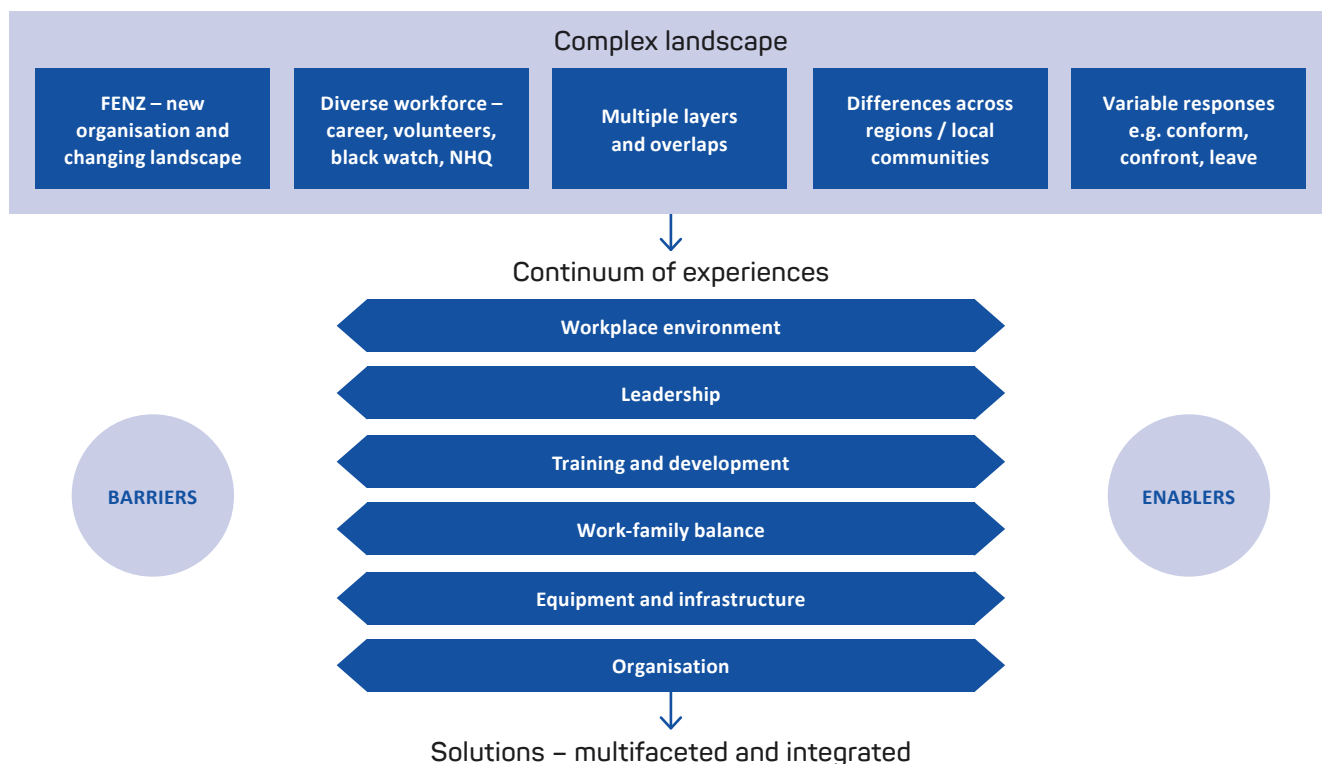 Complex landscape
FENZ – new
organisation and
changing landscape
Diverse workforce –
career, volunteers,
black watch, NHQ
Multiple layers
and overlaps
Differences across
regions / local
communities
Variable responses
e.g. conform,
confront, leave
Continuum of experiences
Workplace environment
Leadership
Training and development
Work-family balance
Equipment and infrastructure
Organisation
BARRIERS
ENABLERS
Solutions – multifaceted and integrated